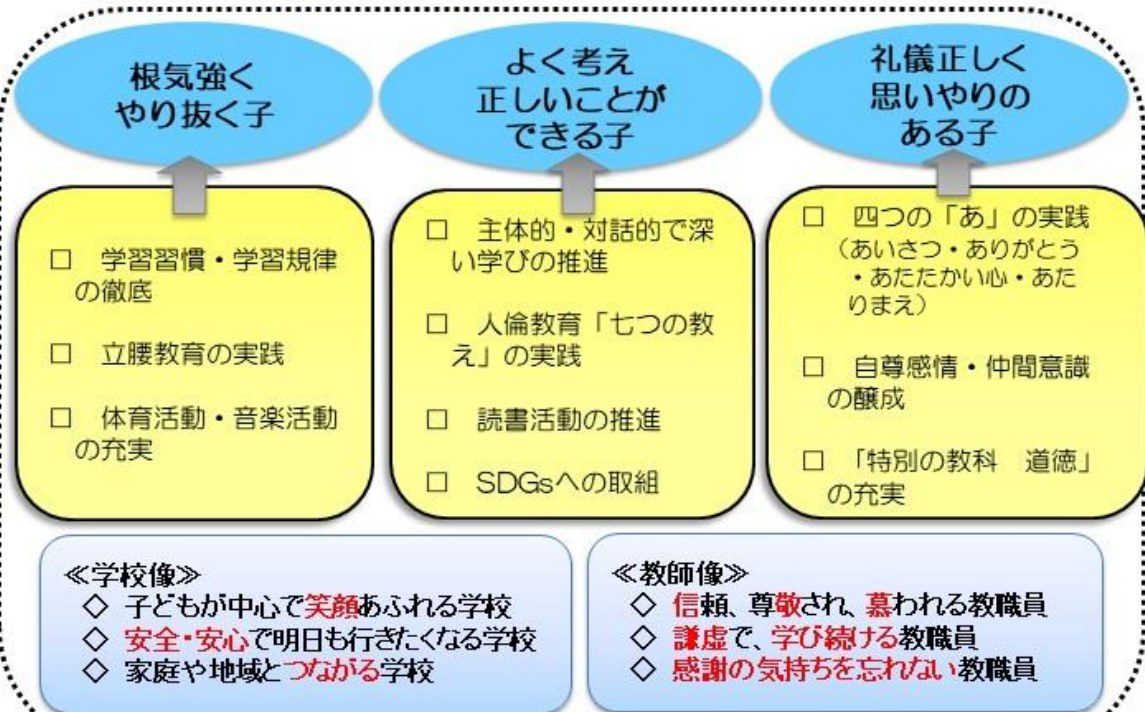 根気強く
やり抜く子
よく考え
正しいことが
できる子
礼儀正しく
思いやりの
ある子
□ 学習習慣・学習規律
の徹底
□ 立腰教育の実践
□ 体育活動・音楽活動
の充実
□ 主体的・対話的で深
い学びの推進
□ 人倫教育「七つの教
え」の実践
□ 読書活動の推進
□ SDGsへの取組
□ 四つの「あ」の実践
（あいさつ・ありがとう
・あたたかい心・あた
りまえ）
□ 自尊感情・仲間意識
の醸成
□ 「特別の教科 道徳」
の充実
≪学校像≫
◇ 子どもが中心で笑顔あふれる学校
◇ 安全・安心で明日も行きたくなる学校
◇ 家庭や地域とつながる学校
≪教師像≫
◇ 信頼、尊敬され、慕われる教職員
◇ 謙虚で、学び続ける教職員
◇ 感謝の気持ちを忘れない教職員